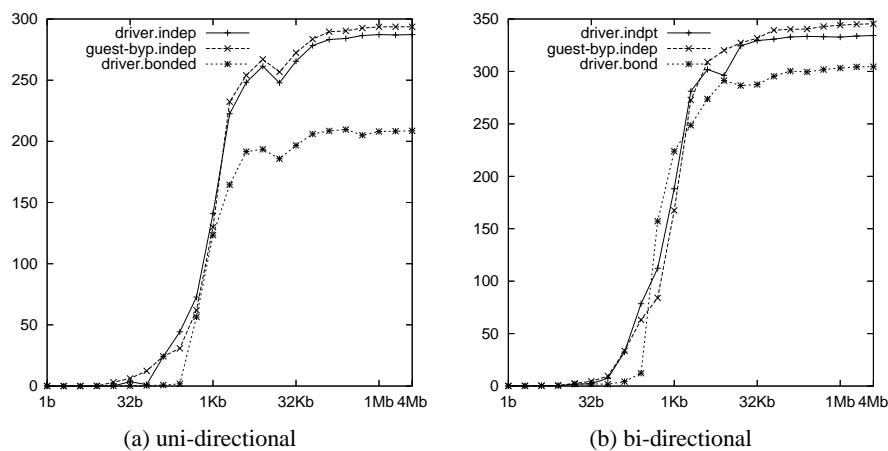 300
250
200
150
100
50
0
1b 32b 1Kb 32Kb 1Mb 4Mb
driver.indep
guest-byp.indep
driver.bonded
(a) uni-directional
350
300
250
200
150
100
50
0
1b 32b 1Kb 32Kb 1Mb 4Mb
driver.indpt
guest-byp.indep
driver.bond
(b) bi-directional